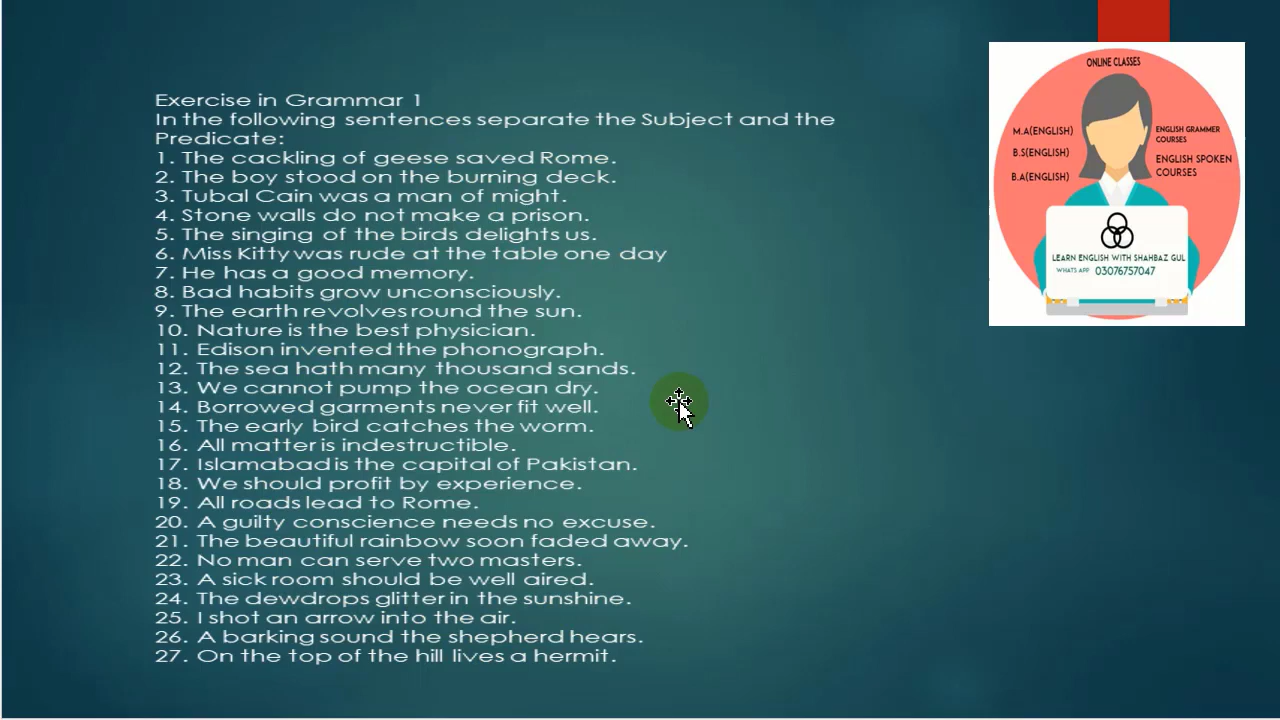 Exercise in Grammar 1
In the following sentences separate the Subject and the
Predicate:
1. The cackling of geese saved Rome.
2. The boy stood on the burning deck.
3. Tubal Cain was a man of might.
4. Stone walls do not make a prison.
5. The singing of the birds delights us.
6. Miss Kitty was rude at the table one day
7. He has a good memory.
8. Bad habits grow unconsciously.
9. The earth revolves round the sun.
10. Nature is the best physician.
11. Edison invented the phonograph.
12. The sea hath many thousand sands.
13. We cannot pump the ocean dry.
14. Borrowed garments never fit well.
15. The early bird catches the worm.
16. All matter is indestructible.
17. Islamabad is the capital of Pakistan.
18. We should profit by experience.
19. All roads lead to Rome.
20. A guilty conscience needs no excuse.
21. The beautiful rainbow soon faded away.
22. No man can serve two masters.
23. A sick room should be well aired.
24. The dewdrops glitter in the sunshine.
25. I shot an arrow into the air.
26. A barking sound the shepherd hears.
27. On the top of the hill lives a hermit.
ONLINE CLASSES
M.A(ENGLISH)
B.S(ENGLISH)
B.A(ENGLISH)
ENGLISH GRAMMER
COURSES
ENGLISH SPOKEN
COURSES
LEARN ENGLISH WITH SHAHBAZ GUL
WHATS APP 03076757047